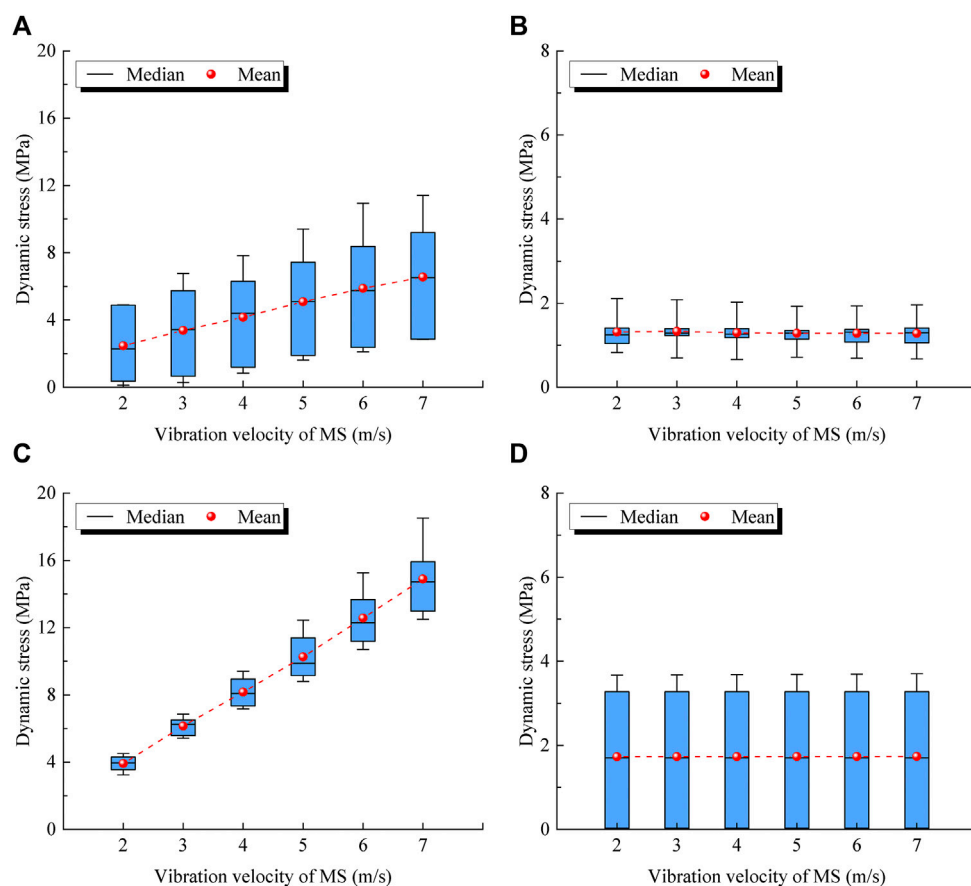 A
B
Median Mean
Median Mean
Dynamic stress (MPa)
20
16
12
8
4
0
2 3 4 5 6 7
Vibration velocity of MS (m/s)
Dynamic stress (MPa)
8
6
4
2
0
2 3 4 5 6 7
Vibration velocity of MS (m/s)
C
D
Median Mean
Median Mean
Dynamic stress (MPa)
20
16
12
8
4
0
2 3 4 5 6 7
Vibration velocity of MS (m/s)
Dynamic stress (MPa)
8
6
4
2
0
2 3 4 5 6 7
Vibration velocity of MS (m/s)